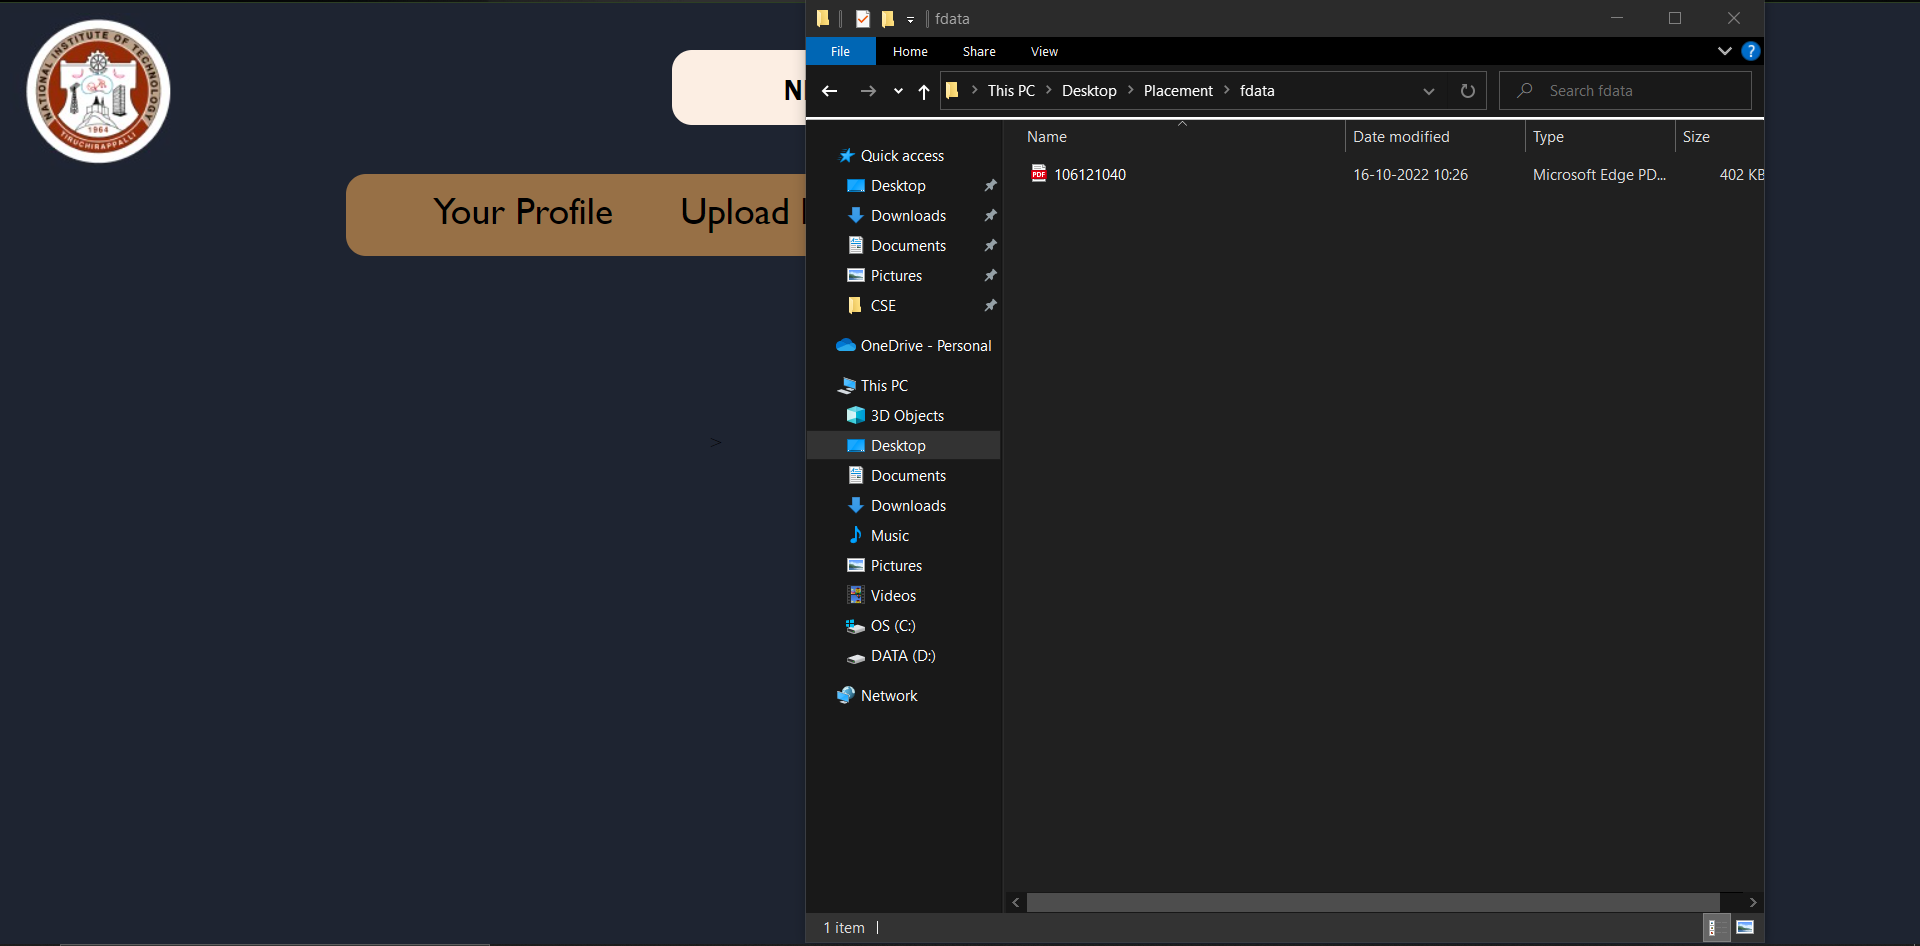 NATIONAL INSTITUTE OF TECHNOLOGY
1964
TIRUCHIRAPPALLI
Your Profile
Upload
>
fdata
File Home Share View
?
This PC > Desktop > Placement > fdata
Search fdata
Name Date modified Type Size
PDF 106121040 16-10-2022 10:26 Microsoft Edge PD... 402 KB
Quick access
Desktop
Downloads
Documents
Pictures
CSE
OneDrive - Personal
This PC
3D Objects
Desktop
Documents
Downloads
Music
Pictures
Videos
OS (C:)
DATA (D:)
Network
1 item